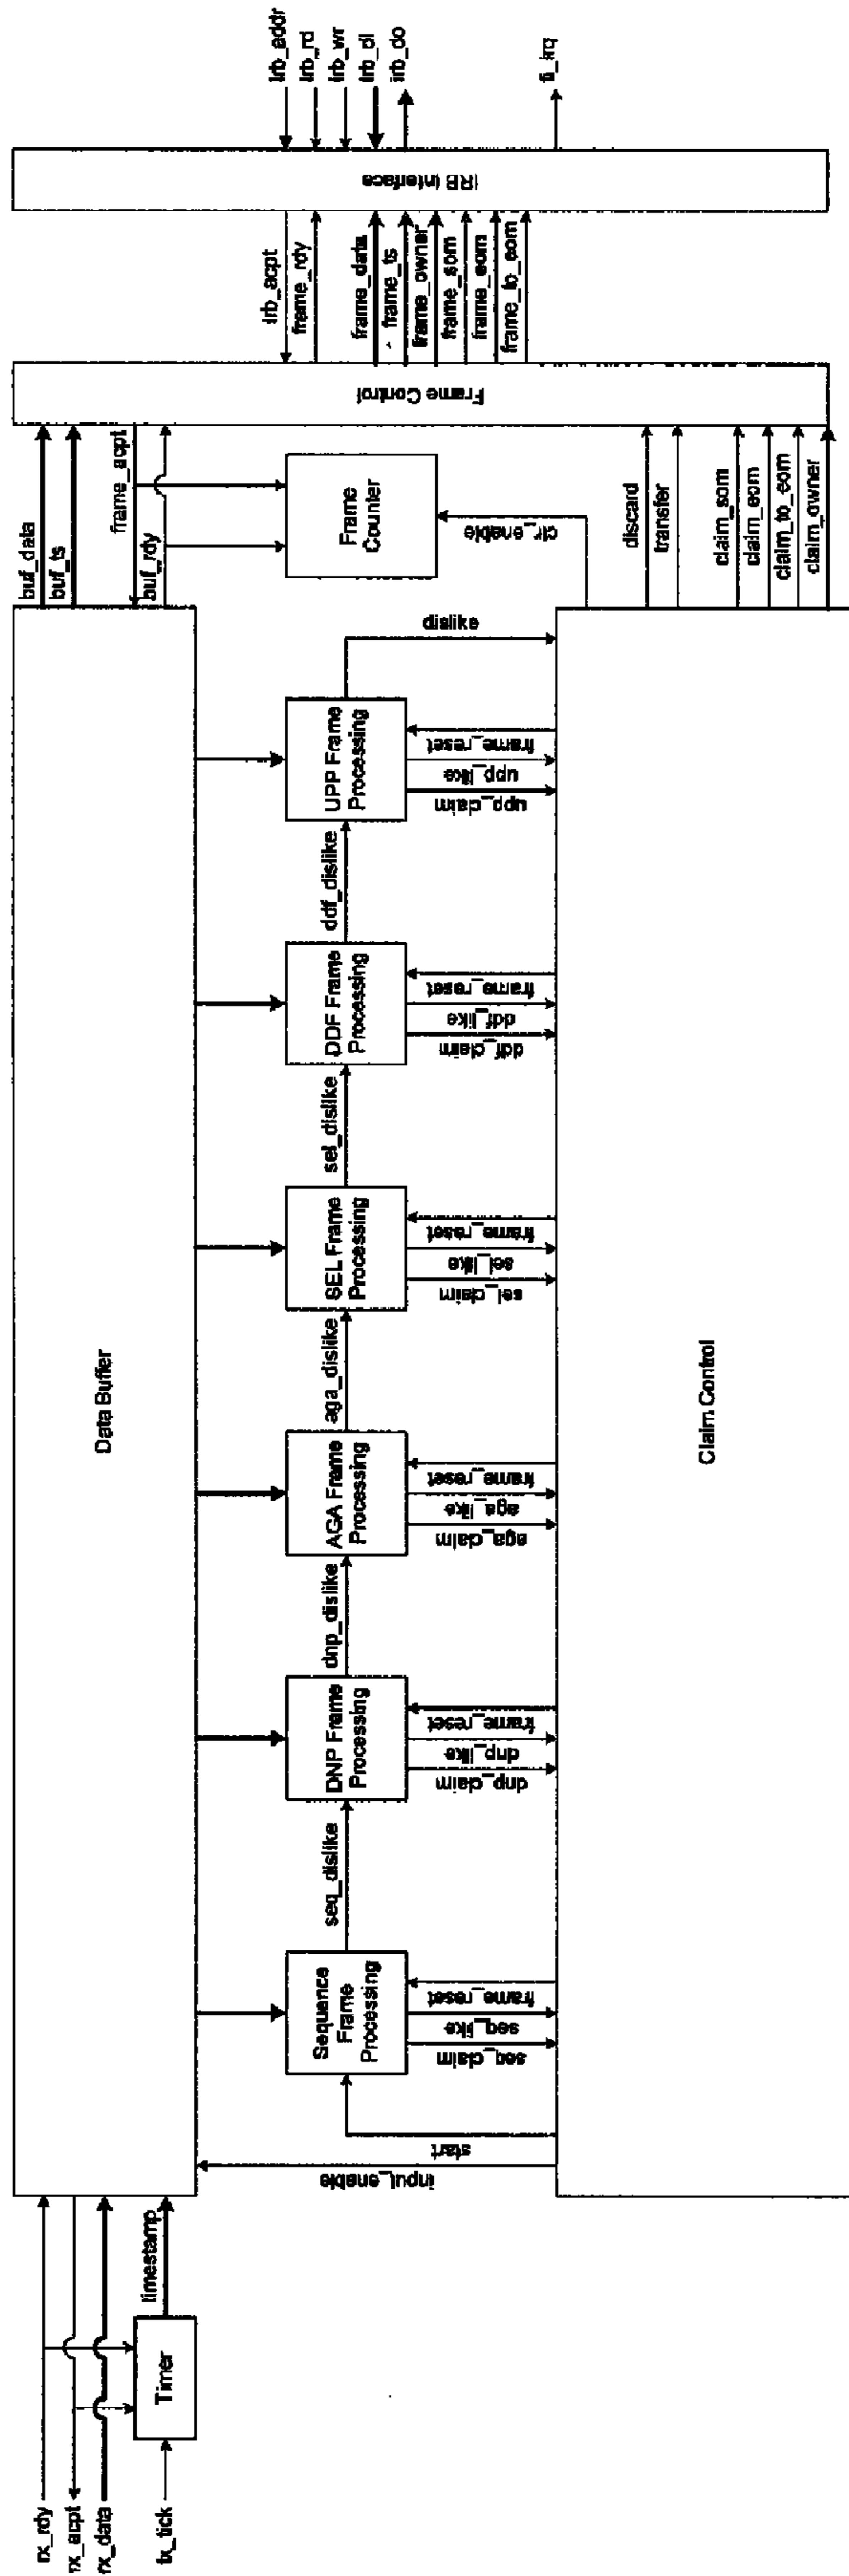 rx_rdy
rx_acpt
rx_data
tx_tick
Timer
timestamp
Data Buffer
input_enable
start
Sequence
Frame
Processing
seq_claim
seq_like
frame_reset
seq_dislike
DNP Frame
Processing
dnp_claim
dnp_like
frame_reset
dnp_dislike
AGA Frame
Processing
aga_claim
aga_like
frame_reset
aga_dislike
SEL Frame
Processing
sel_claim
sel_like
frame_reset
sel_dislike
DDF Frame
Processing
ddf_claim
ddf_like
frame_reset
ddf_dislike
UPP Frame
Processing
upp_claim
upp_like
frame_reset
dislike
Claim Control
buf_data
buf_ts
frame_acpt
buf_rdy
Frame
Counter
ctr_enable
discard
transfer
claim_som
claim_eom
claim_to_eom
claim_owner
Frame Control
irb_acpt
frame_rdy
frame_data
frame_ts
frame_owner
frame_som
frame_eom
frame_to_eom
IRB Interface
irb_addr
irb_rd
irb_wr
irb_di
irb_do